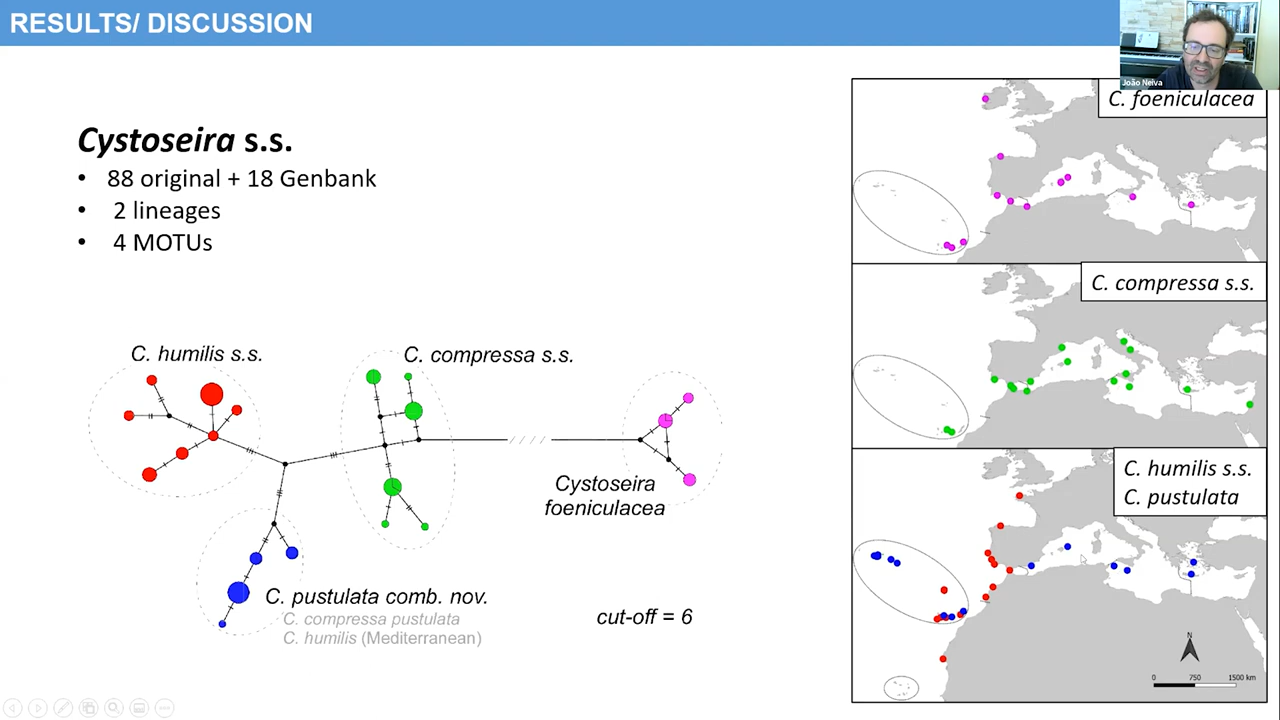 RESULTS/ DISCUSSION
João Neiva
Cystoseira s.s.
• 88 original + 18 Genbank
• 2 lineages
• 4 MOTUs
C. humilis s.s.
C. compressa s.s.
Cystoseira
foeniculacea
C. pustulata comb. nov.
C. compressa pustulata
C. humilis (Mediterranean)
cut-off = 6
C. foeniculacea
C. compressa s.s.
C. humilis s.s.
C. pustulata
N
0 750 1500 km